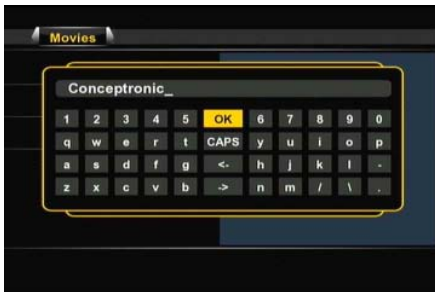 Movies
Conceptronic_
1 2 3 4 5 OK 6 7 8 9 0
q w e r t CAPS y u i o p
a s d f g <- h j k l -
z x c v b -> n m / \ .